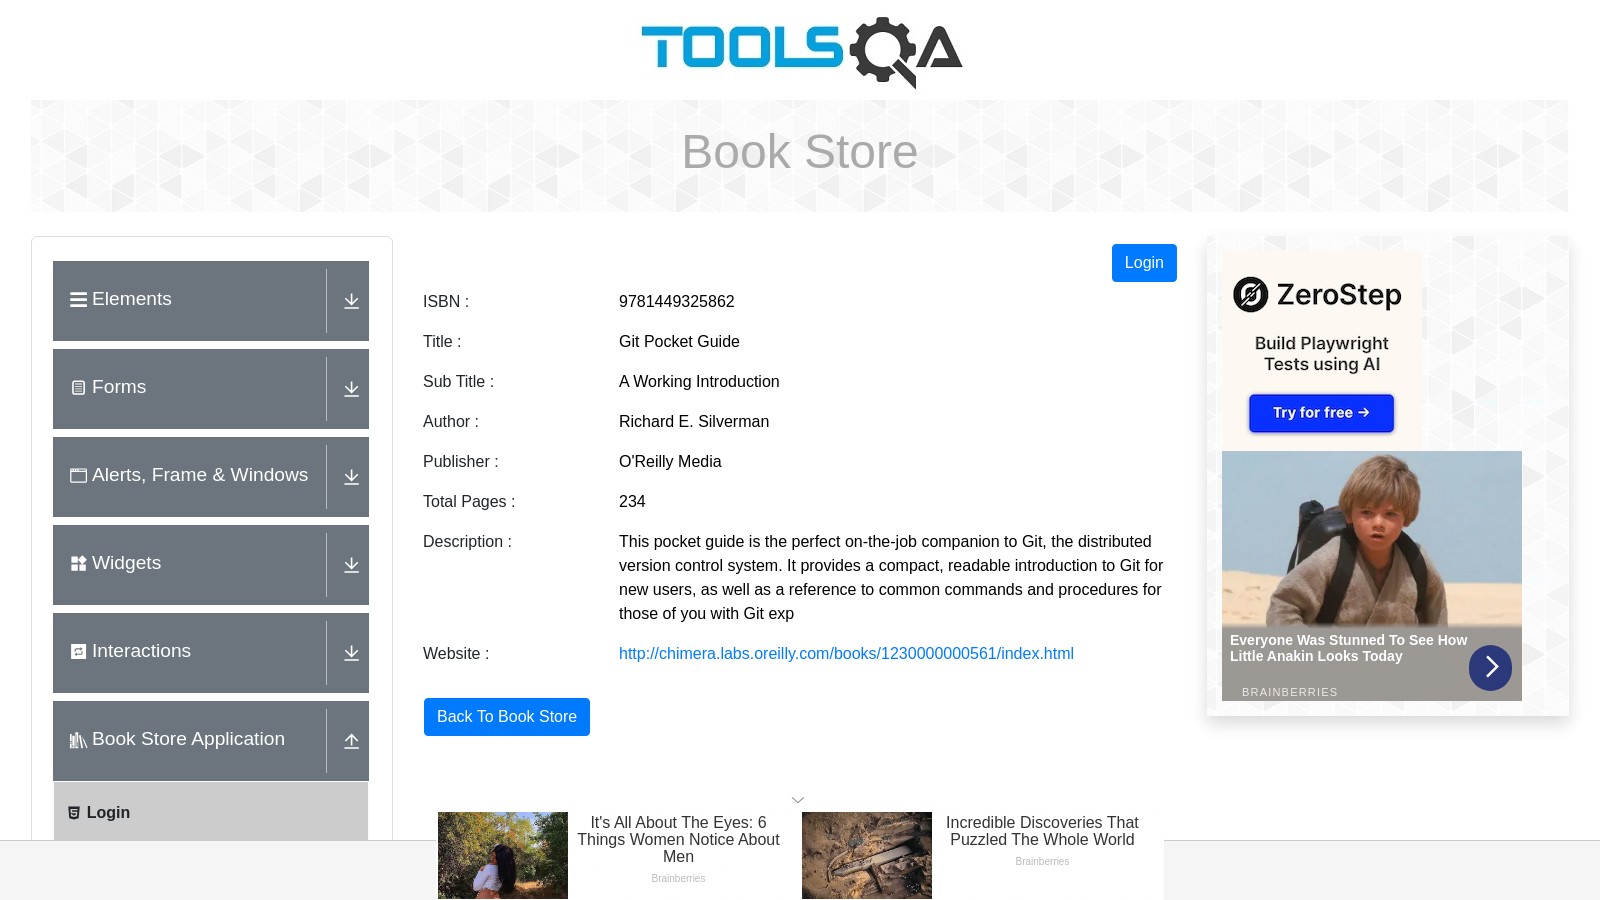 TOOLSQA
Book Store
Elements
Forms
Alerts, Frame & Windows
Widgets
Interactions
Book Store Application
Login
Login
ISBN :
9781449325862
Title :
Git Pocket Guide
Sub Title :
A Working Introduction
Author :
Richard E. Silverman
Publisher :
O'Reilly Media
Total Pages :
234
Description :
This pocket guide is the perfect on-the-job companion to Git, the distributed
version control system. It provides a compact, readable introduction to Git for
new users, as well as a reference to common commands and procedures for
those of you with Git exp
Website :
http://chimera.labs.oreilly.com/books/1230000000561/index.html
Back To Book Store
ZeroStep
Build Playwright
Tests using AI
Try for free →
Everyone Was Stunned To See How
Little Anakin Looks Today
BRAINBERRIES
It's All About The Eyes: 6
Things Women Notice About
Men
Brainberries
Incredible Discoveries That
Puzzled The Whole World
Brainberries